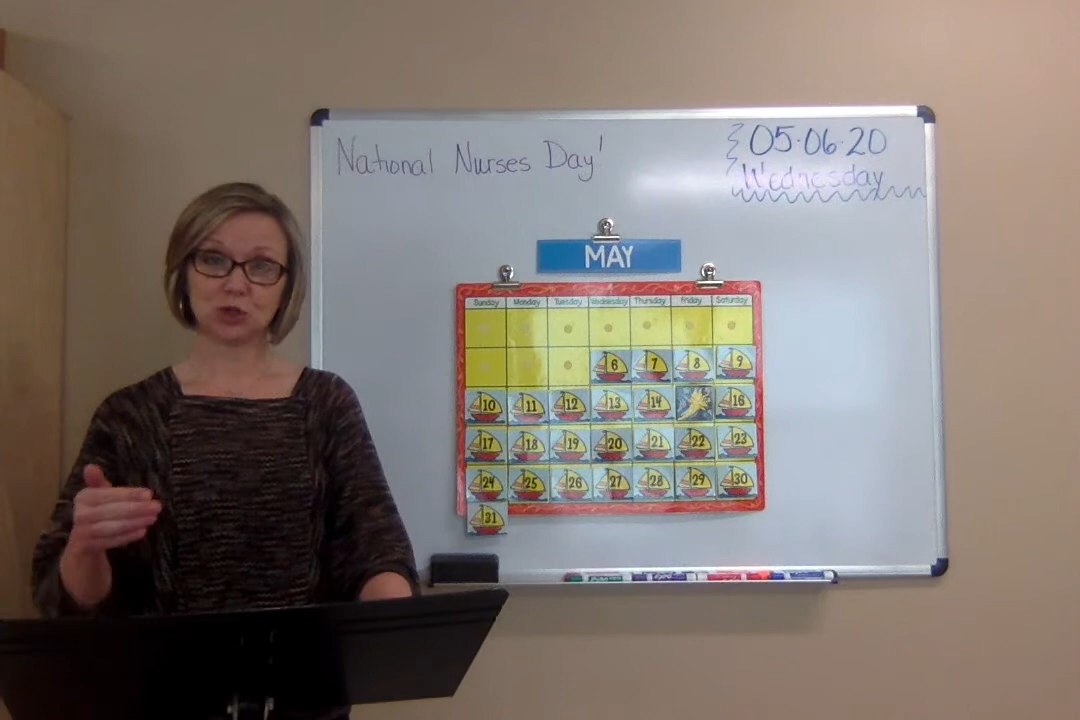 National Nurses Day!
05.06.20
Wednesday
MAY
Sunday Monday Tuesday Wednesday Thursday Friday Saturday
6 7 8 9
10 11 12 13 14 16
17 18 19 20 21 22 23
24 25 26 27 28 29 30
31